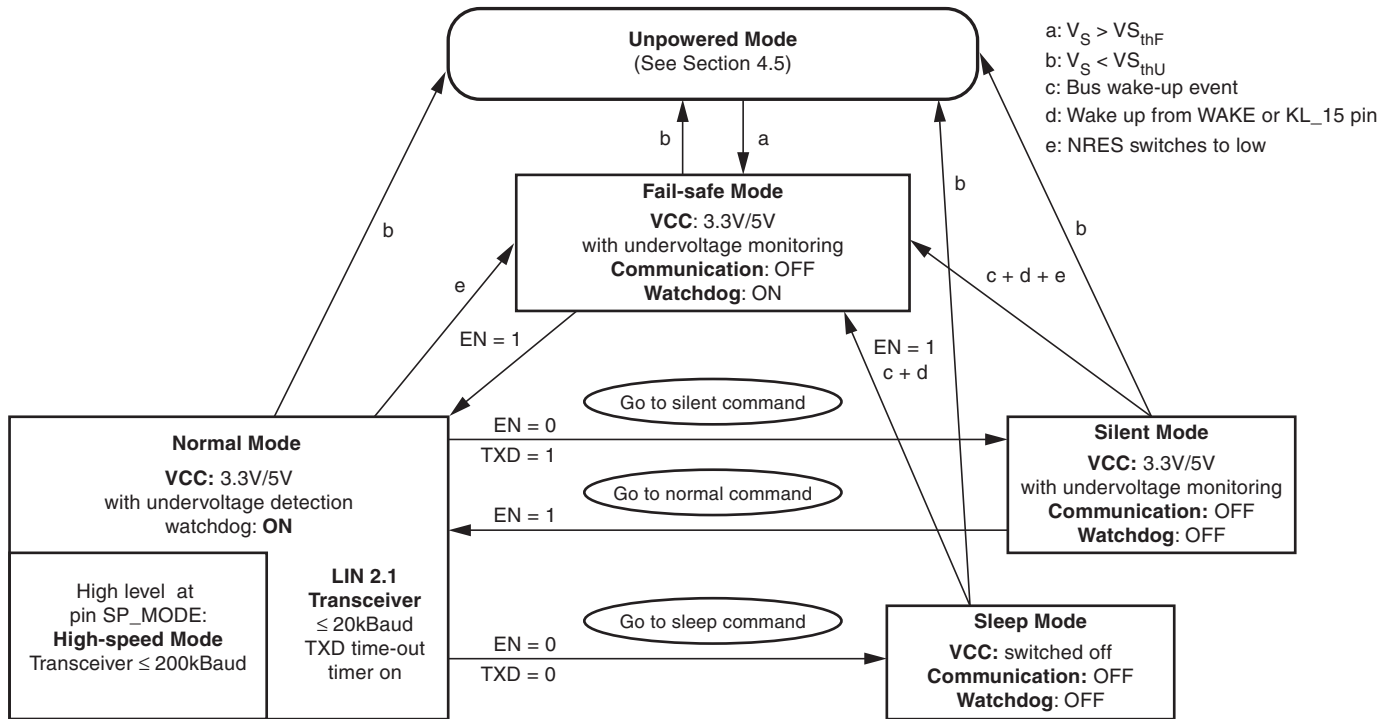 Unpowered Mode
(See Section 4.5)
a: V_S > VS_thF
b: V_S < VS_thU
c: Bus wake-up event
d: Wake up from WAKE or KL_15 pin
e: NRES switches to low
b
a
b
b
b
Fail-safe Mode
VCC: 3.3V/5V
with undervoltage monitoring
Communication: OFF
Watchdog: ON
e
c + d + e
EN = 1
EN = 1
c + d
Go to silent command
EN = 0
TXD = 1
Go to normal command
EN = 1
Go to sleep command
EN = 0
TXD = 0
Normal Mode
VCC: 3.3V/5V
with undervoltage detection
watchdog: ON
High level at
pin SP_MODE:
High-speed Mode
Transceiver ≤ 200kBaud
LIN 2.1
Transceiver
≤ 20kBaud
TXD time-out
timer on
Silent Mode
VCC: 3.3V/5V
with undervoltage monitoring
Communication: OFF
Watchdog: OFF
Sleep Mode
VCC: switched off
Communication: OFF
Watchdog: OFF